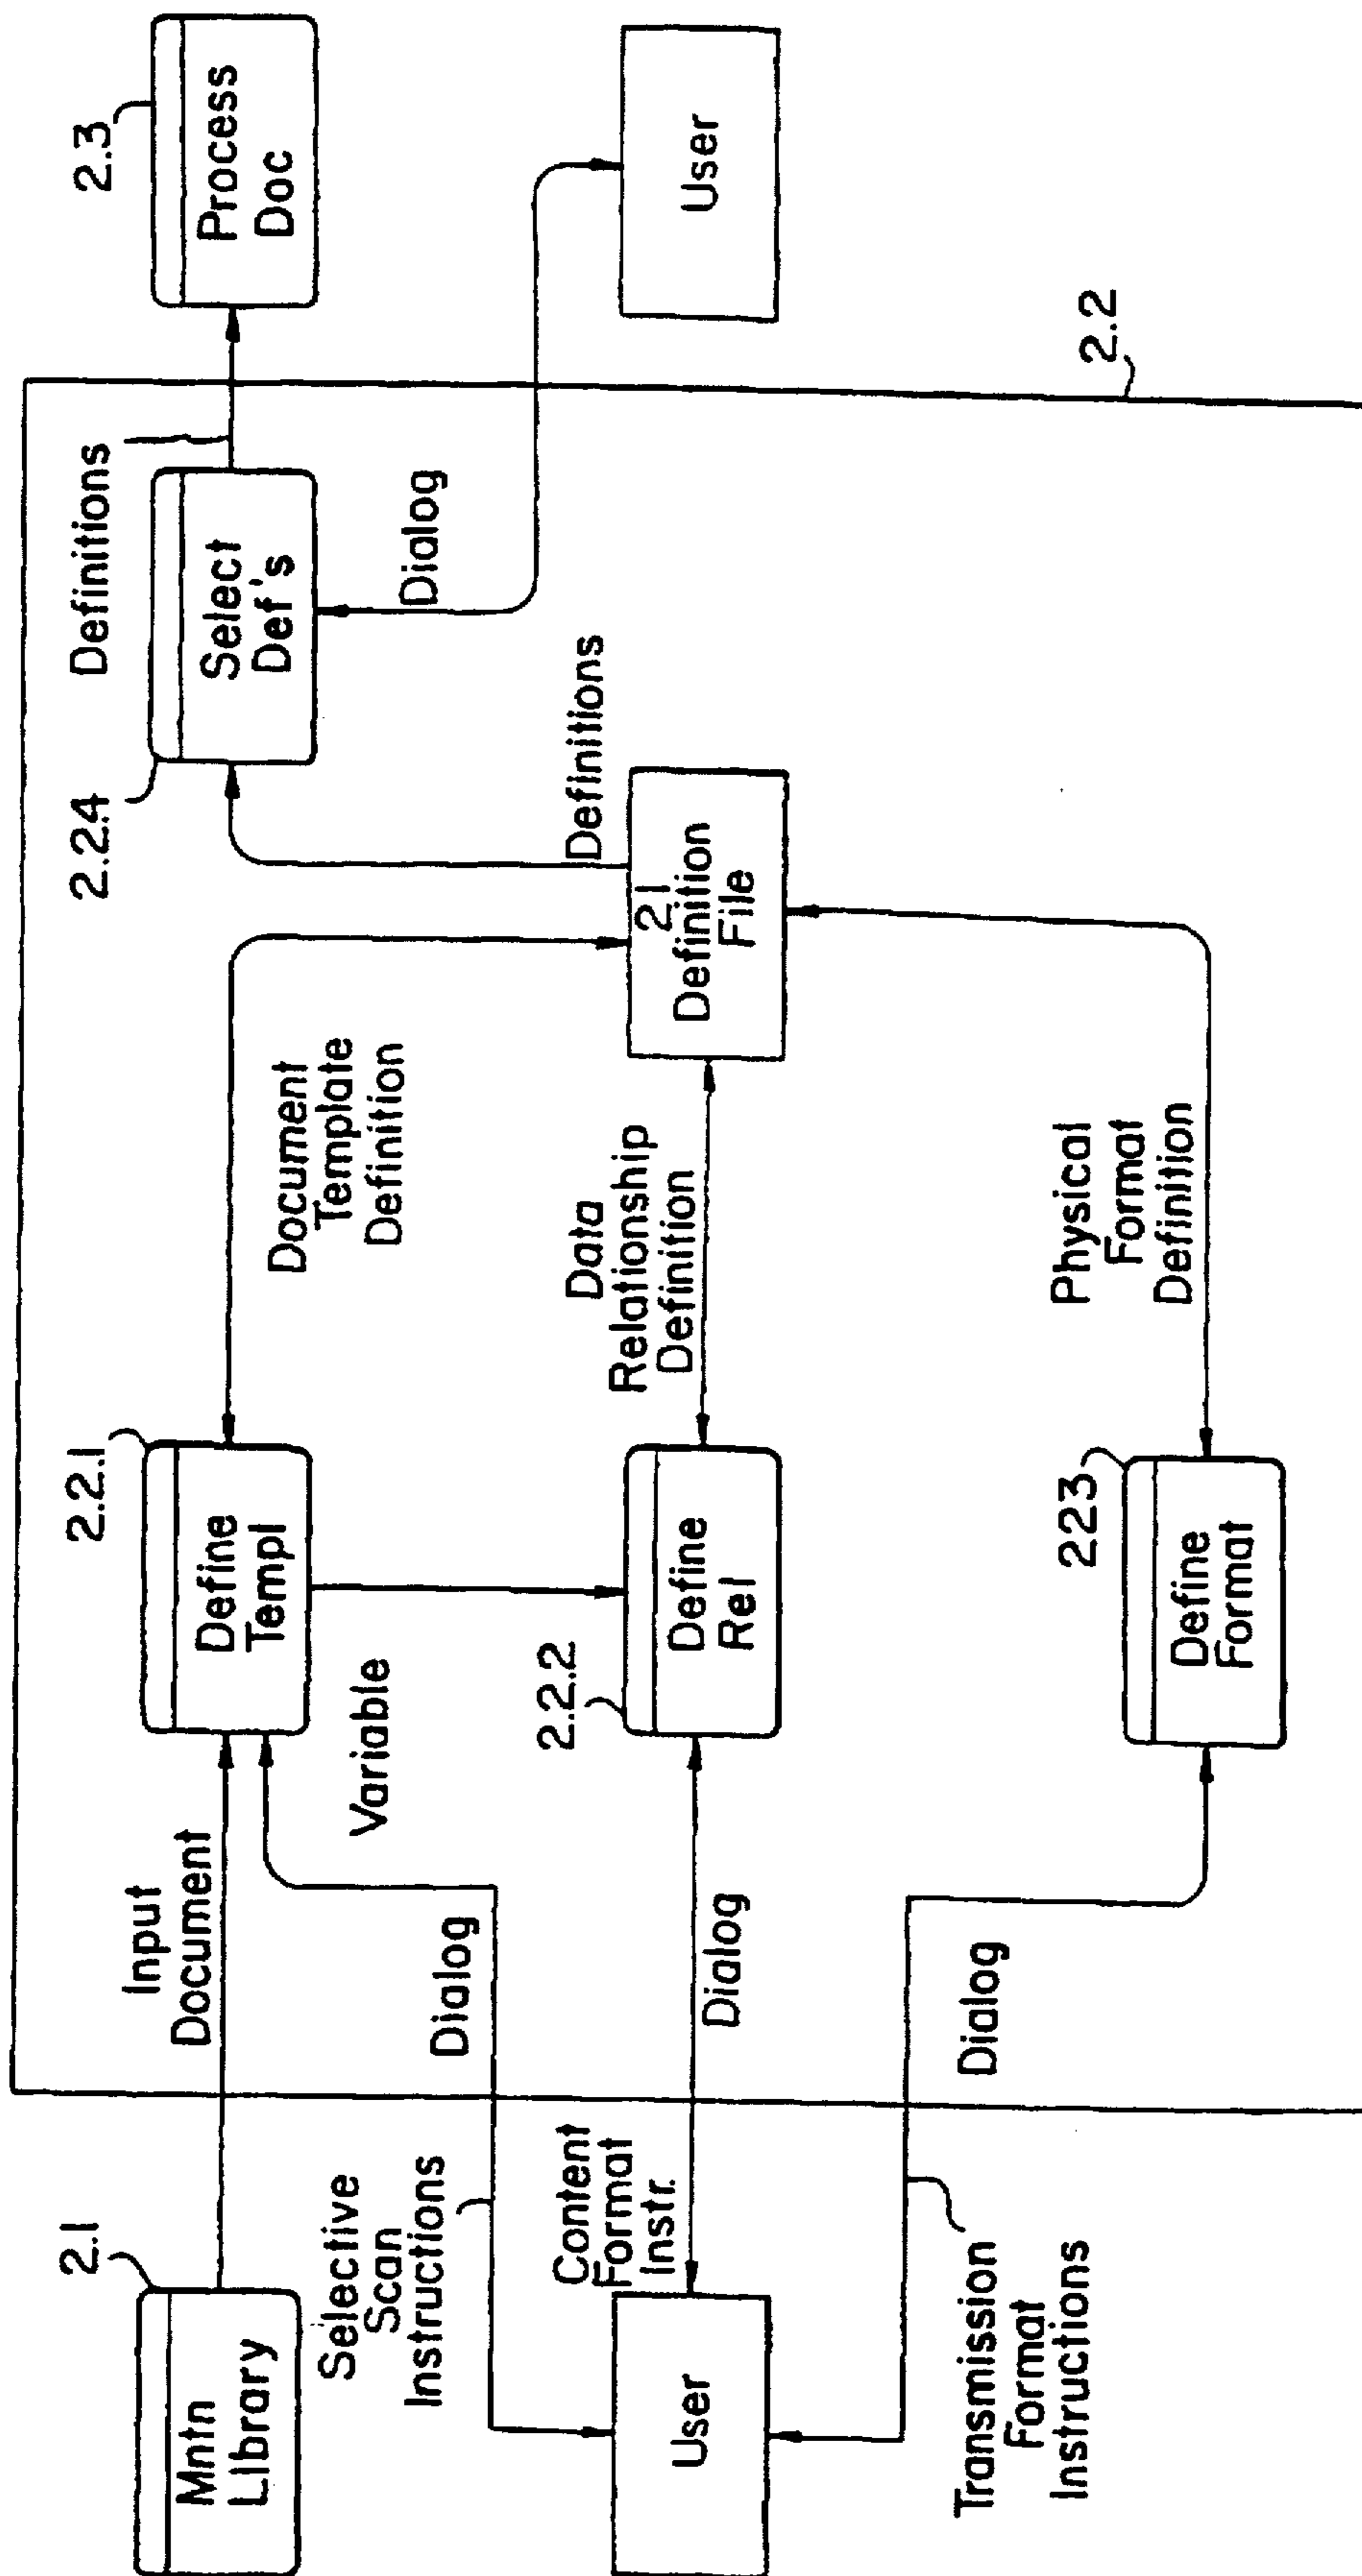 2.1
Mntn
Library
Input
Document
2.2.1
Define
Templ
Document
Template
Definition
2.2.4
Select
Def's
Definitions
2.3
Process
Doc
Selective
Scan
Instructions
Dialog
Variable
Dialog
User
Content
Format
Instr.
Dialog
2.2.2
Define
Rel
Data
Relationship
Definition
Definitions
2.1
Definition
File
User
Transmission
Format
Instructions
Dialog
223
Define
Format
Physical
Format
Definition
2.2